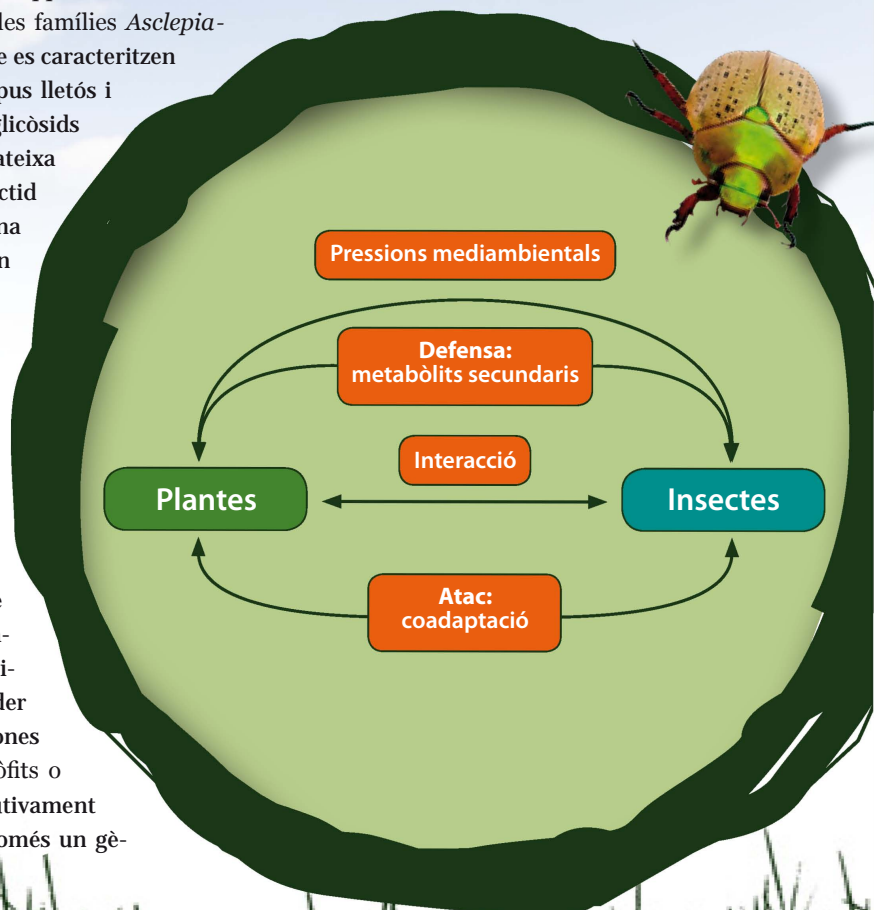 les famílies Asclepia-
e es caracteritzen
pus lletós i
glicòsids
ateixa
ctid
na
n
Pressions mediambientals
Defensa:
metabòlits secundaris
Interacció
Plantes
Insectes
Atac:
coadaptació
e
i-
der
ones
òfits o
utivament
omés un gè-